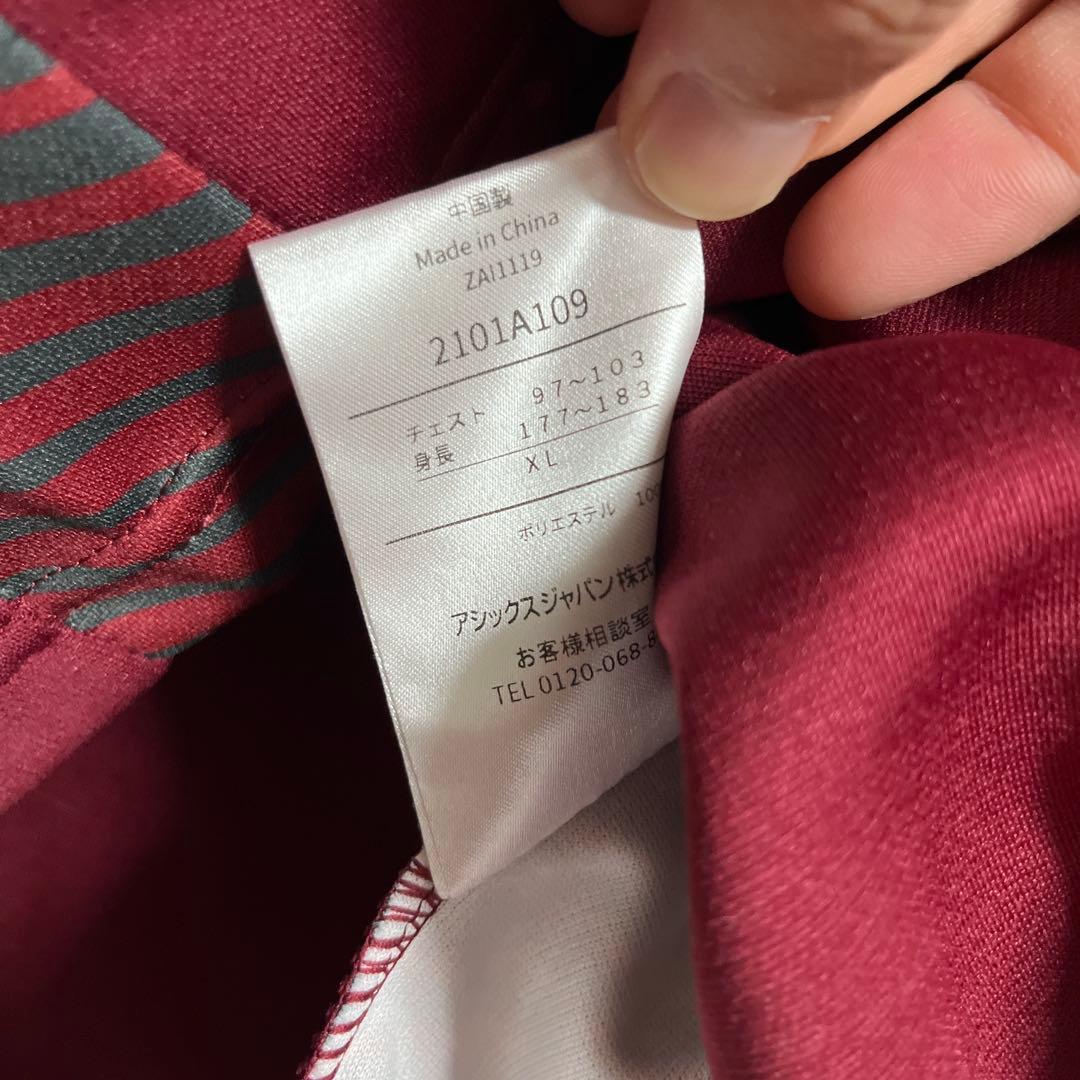 中国製
Made in China
ZAI1119
2101A109
チェスト 97～103
身長 177～183
XL
ポリエステル 100
アシックスジャパン株式
お客様相談室
TEL 0120-068-8